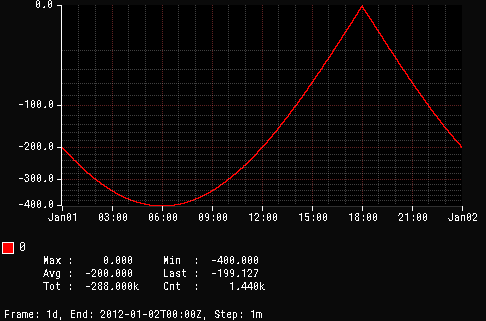 0.0
-100.0
-200.0
-300.0
-400.0
Jan01 03:00 06:00 09:00 12:00 15:00 18:00 21:00 Jan02
0
Max : 0.000 Min : -400.000
Avg : -200.000 Last : -199.127
Tot : -288.000k Cnt : 1.440k
Frame: 1d, End: 2012-01-02T00:00Z, Step: 1m